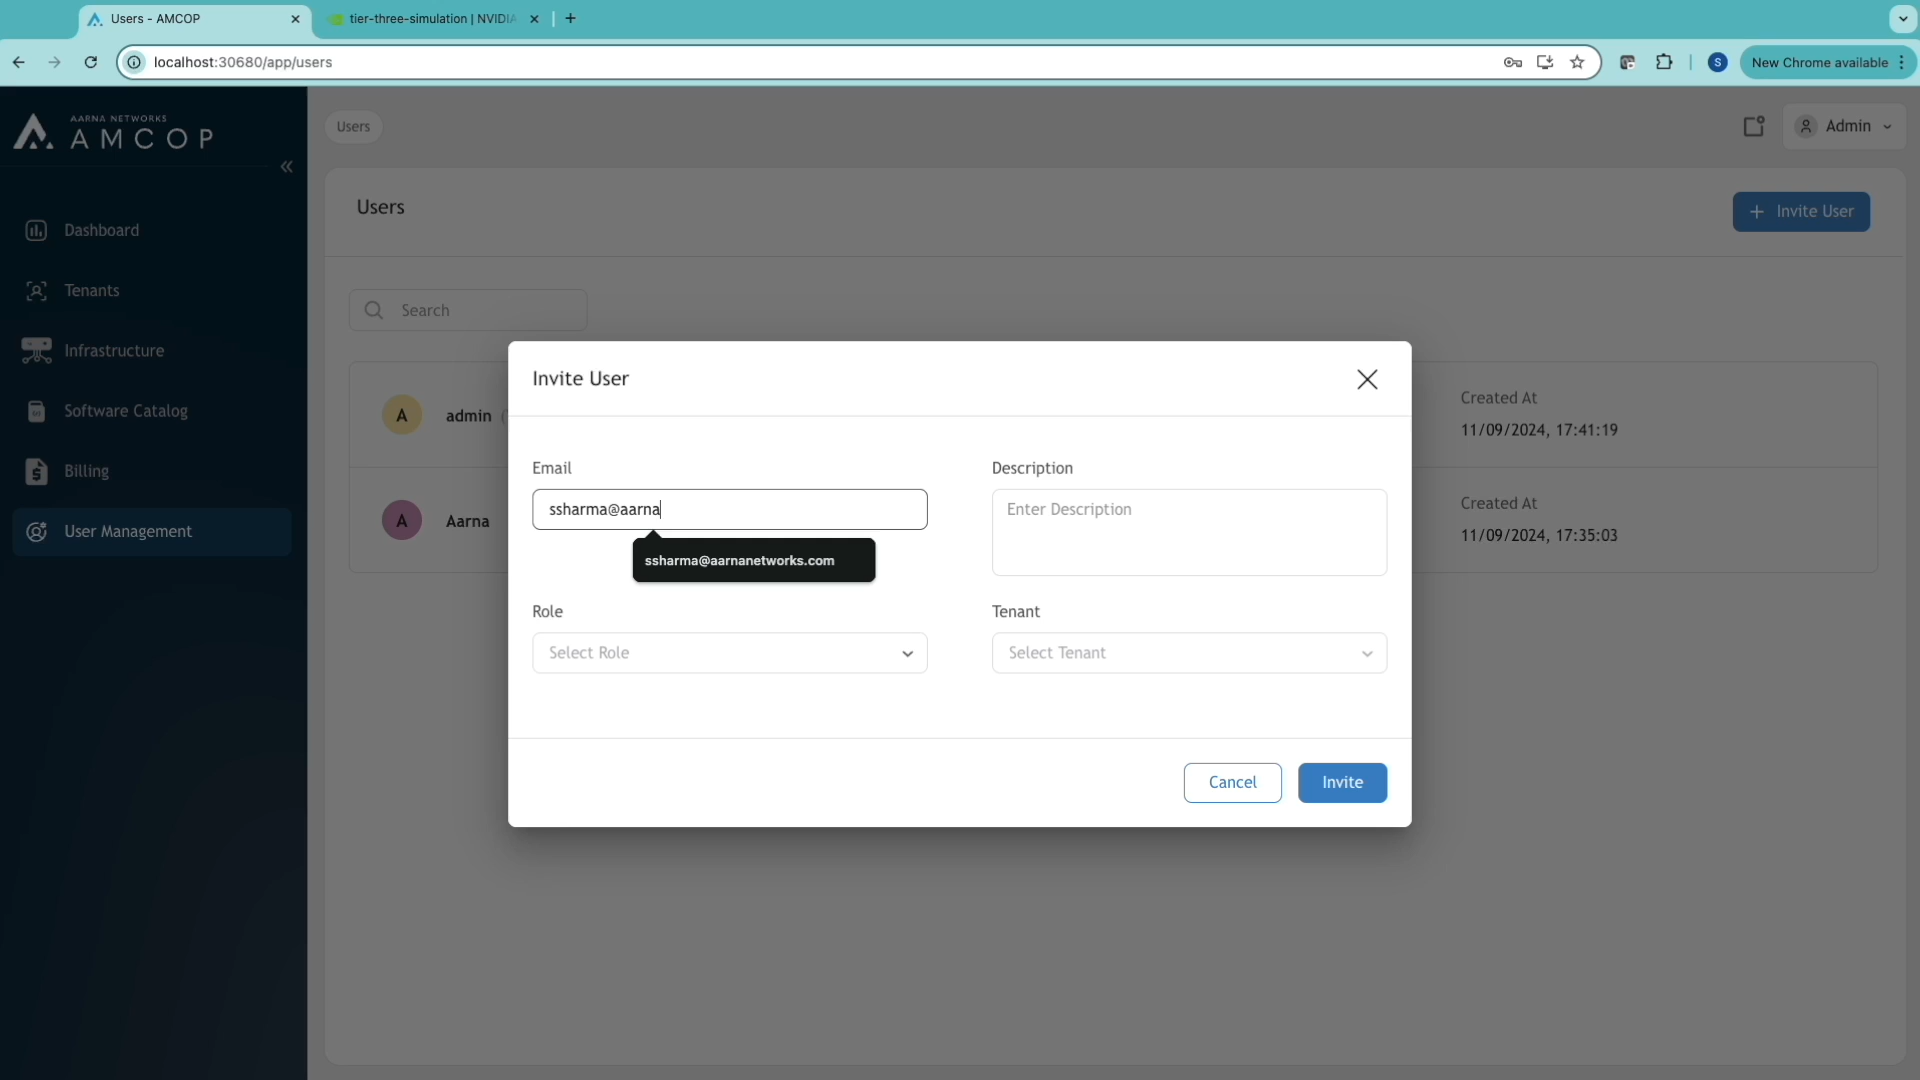 Users - AMCOP
tier-three-simulation | NVIDIA
localhost:30680/app/users
S
New Chrome available
AARNA NETWORKS
AMCOP
Users
Admin
Dashboard
Tenants
Infrastructure
Software Catalog
Billing
User Management
Users
Invite User
Search
A
admin (
Created At
11/09/2024, 17:41:19
A
Aarna
Created At
11/09/2024, 17:35:03
Invite User
Email
ssharma@aarna
ssharma@aarnanetworks.com
Description
Enter Description
Role
Select Role
Tenant
Select Tenant
Cancel
Invite